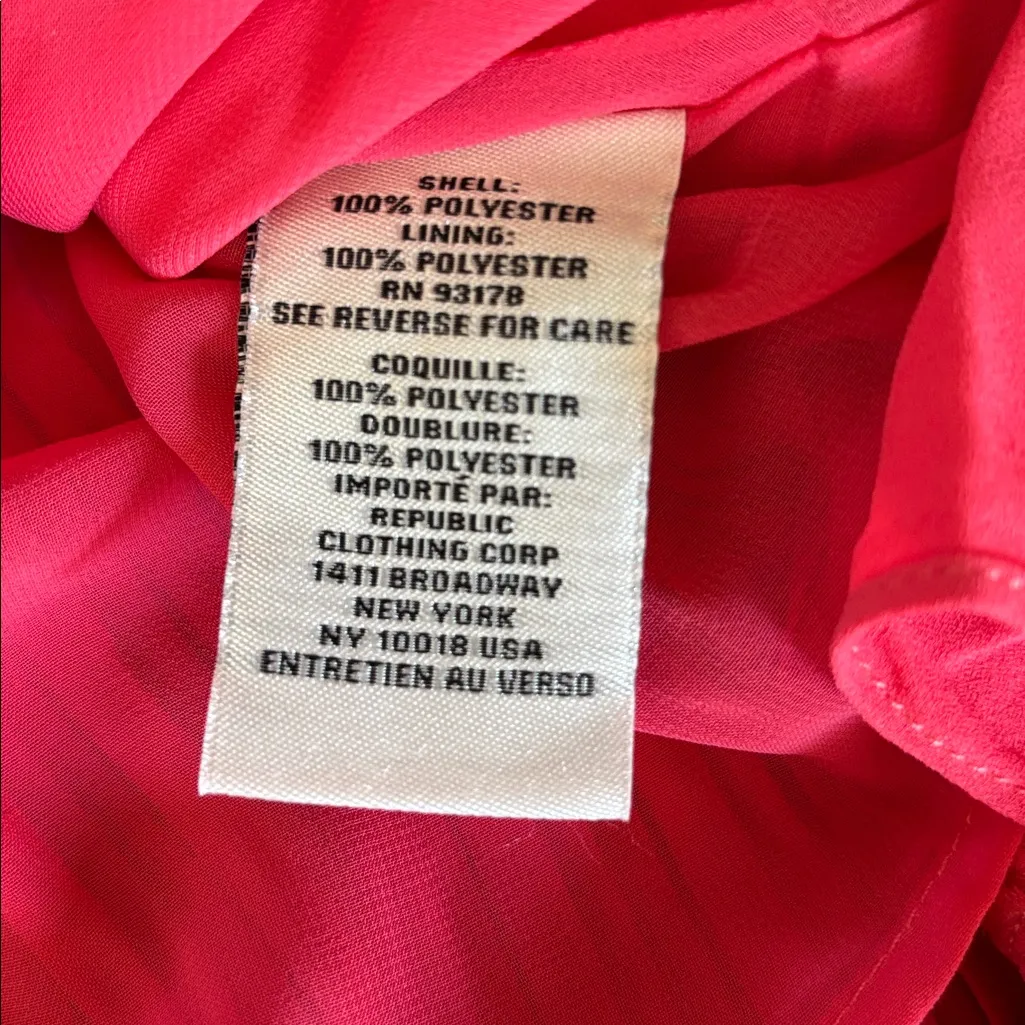 SHELL:
100% POLYESTER
LINING:
100% POLYESTER
RN 93178
SEE REVERSE FOR CARE
COQUILLE:
100% POLYESTER
DOUBLURE:
100% POLYESTER
IMPORTÉ PAR:
REPUBLIC
CLOTHING CORP
1411 BROADWAY
NEW YORK
NY 10018 USA
ENTRETIEN AU VERSO